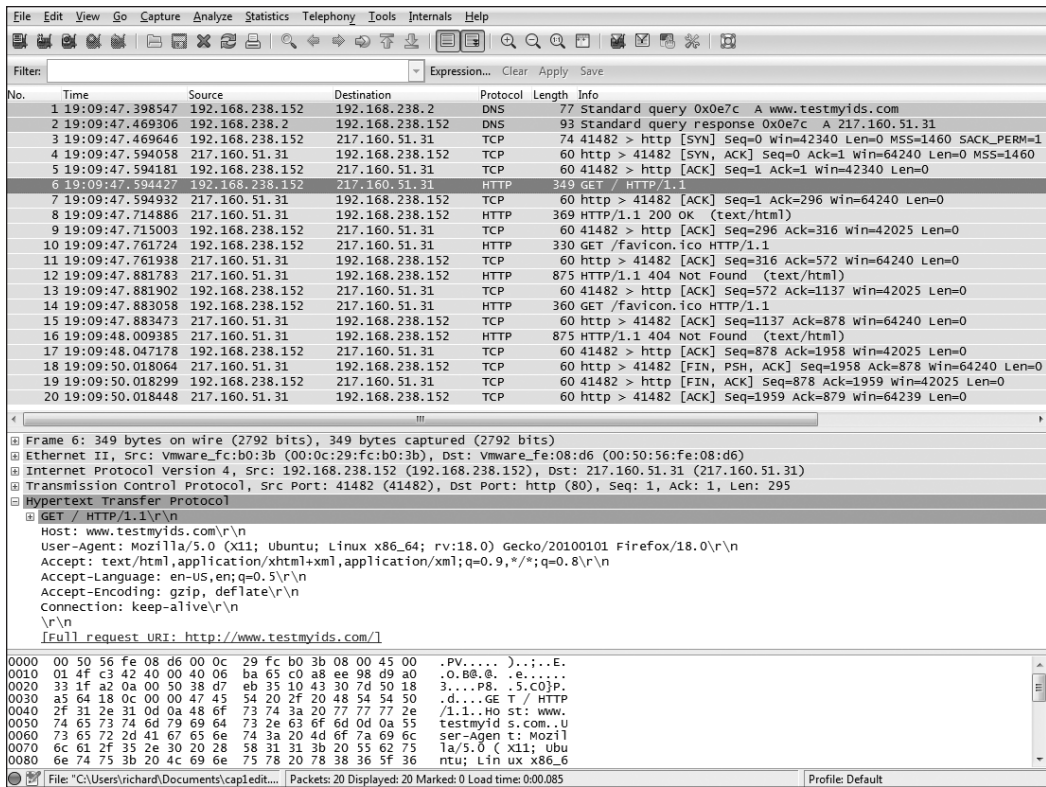 File Edit View Go Capture Analyze Statistics Telephony Tools Internals Help
Filter: Expression... Clear Apply Save
No. Time Source Destination Protocol Length Info
1 19:09:47.398547 192.168.238.152 192.168.238.2 DNS 77 Standard query 0x0e7c A www.testmyids.com
2 19:09:47.469306 192.168.238.2 192.168.238.152 DNS 93 Standard query response 0x0e7c A 217.160.51.31
3 19:09:47.469646 192.168.238.152 217.160.51.31 TCP 74 41482 > http [SYN] Seq=0 Win=42340 Len=0 MSS=1460 SACK_PERM=1
4 19:09:47.594058 217.160.51.31 192.168.238.152 TCP 60 http > 41482 [SYN, ACK] Seq=0 Ack=1 Win=64240 Len=0 MSS=1460
5 19:09:47.594181 192.168.238.152 217.160.51.31 TCP 60 41482 > http [ACK] Seq=1 Ack=1 Win=42340 Len=0
6 19:09:47.594427 192.168.238.152 217.160.51.31 HTTP 349 GET / HTTP/1.1
7 19:09:47.594932 217.160.51.31 192.168.238.152 TCP 60 http > 41482 [ACK] Seq=1 Ack=296 Win=64240 Len=0
8 19:09:47.714886 217.160.51.31 192.168.238.152 HTTP 369 HTTP/1.1 200 OK (text/html)
9 19:09:47.715003 192.168.238.152 217.160.51.31 TCP 60 41482 > http [ACK] Seq=296 Ack=316 Win=42025 Len=0
10 19:09:47.761724 192.168.238.152 217.160.51.31 HTTP 330 GET /favicon.ico HTTP/1.1
11 19:09:47.761938 217.160.51.31 192.168.238.152 TCP 60 http > 41482 [ACK] Seq=316 Ack=572 Win=64240 Len=0
12 19:09:47.881783 217.160.51.31 192.168.238.152 HTTP 875 HTTP/1.1 404 Not Found (text/html)
13 19:09:47.881902 192.168.238.152 217.160.51.31 TCP 60 41482 > http [ACK] Seq=572 Ack=1137 Win=42025 Len=0
14 19:09:47.883058 192.168.238.152 217.160.51.31 HTTP 360 GET /favicon.ico HTTP/1.1
15 19:09:47.883473 217.160.51.31 192.168.238.152 TCP 60 http > 41482 [ACK] Seq=1137 Ack=878 Win=64240 Len=0
16 19:09:48.009385 217.160.51.31 192.168.238.152 HTTP 875 HTTP/1.1 404 Not Found (text/html)
17 19:09:48.047178 192.168.238.152 217.160.51.31 TCP 60 41482 > http [ACK] Seq=878 Ack=1958 Win=42025 Len=0
18 19:09:50.018064 217.160.51.31 192.168.238.152 TCP 60 http > 41482 [FIN, PSH, ACK] Seq=1958 Ack=878 Win=64240 Len=0
19 19:09:50.018299 192.168.238.152 217.160.51.31 TCP 60 41482 > http [FIN, ACK] Seq=878 Ack=1959 Win=42025 Len=0
20 19:09:50.018448 217.160.51.31 192.168.238.152 TCP 60 http > 41482 [ACK] Seq=1959 Ack=879 Win=64239 Len=0
Frame 6: 349 bytes on wire (2792 bits), 349 bytes captured (2792 bits)
Ethernet II, Src: Vmware_fc:b0:3b (00:0c:29:fc:b0:3b), Dst: Vmware_fe:08:d6 (00:50:56:fe:08:d6)
Internet Protocol Version 4, Src: 192.168.238.152 (192.168.238.152), Dst: 217.160.51.31 (217.160.51.31)
Transmission Control Protocol, Src Port: 41482 (41482), Dst Port: http (80), Seq: 1, Ack: 1, Len: 295
Hypertext Transfer Protocol
GET / HTTP/1.1\r\n
Host: www.testmyids.com\r\n
User-Agent: Mozilla/5.0 (X11; Ubuntu; Linux x86_64; rv:18.0) Gecko/20100101 Firefox/18.0\r\n
Accept: text/html,application/xhtml+xml,application/xml;q=0.9,*/*;q=0.8\r\n
Accept-Language: en-US,en;q=0.5\r\n
Accept-Encoding: gzip, deflate\r\n
Connection: keep-alive\r\n
\r\n
[Full request URI: http://www.testmyids.com/]
0000 00 50 56 fe 08 d6 00 0c 29 fc b0 3b 08 00 45 00 .PV..... )..;..E.
0010 01 4f c3 42 40 00 40 06 ba 65 c0 a8 ee 98 d9 a0 .O.B@.@. .e......
0020 33 1f a2 0a 00 50 38 d7 eb 35 10 43 30 7d 50 18 3....P8. .5.C0}P.
0030 a5 64 18 0c 00 00 47 45 54 20 2f 20 48 54 54 50 .d....GE T / HTTP
0040 2f 31 2e 31 0d 0a 48 6f 73 74 3a 20 77 77 77 2e /1.1..Ho st: www.
0050 74 65 73 74 6d 79 69 64 73 2e 63 6f 6d 0d 0a 55 testmyid s.com..U
0060 73 65 72 2d 41 67 65 6e 74 3a 20 4d 6f 7a 69 6c ser-Agen t: Mozil
0070 6c 61 2f 35 2e 30 20 28 58 31 31 3b 20 55 62 75 la/5.0 ( X11; Ubu
0080 6e 74 75 3b 20 4c 69 6e 75 78 20 78 38 36 5f 36 ntu; Lin ux x86_6
File: "C:\Users\richard\Documents\cap1edit.... Packets: 20 Displayed: 20 Marked: 0 Load time: 0:00.085 Profile: Default